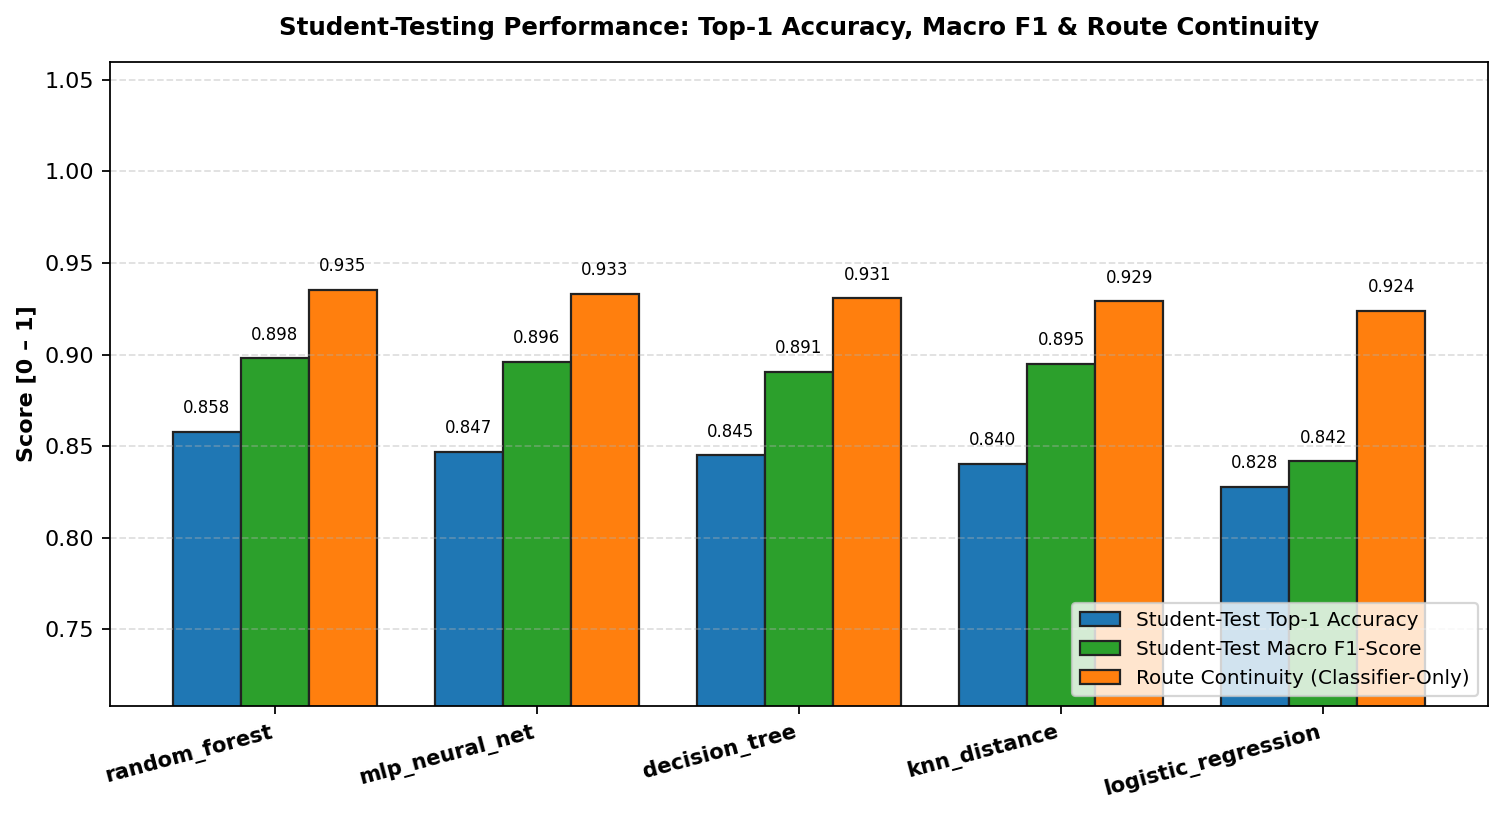 Student-Testing Performance: Top-1 Accuracy, Macro F1 & Route Continuity
Score [0 – 1]
1.05
1.00
0.95
0.90
0.85
0.80
0.75
0.858
0.898
0.935
0.847
0.896
0.933
0.845
0.891
0.931
0.840
0.895
0.929
0.828
0.842
0.924
Student-Test Top-1 Accuracy
Student-Test Macro F1-Score
Route Continuity (Classifier-Only)
random_forest
mlp_neural_net
decision_tree
knn_distance
logistic_regression